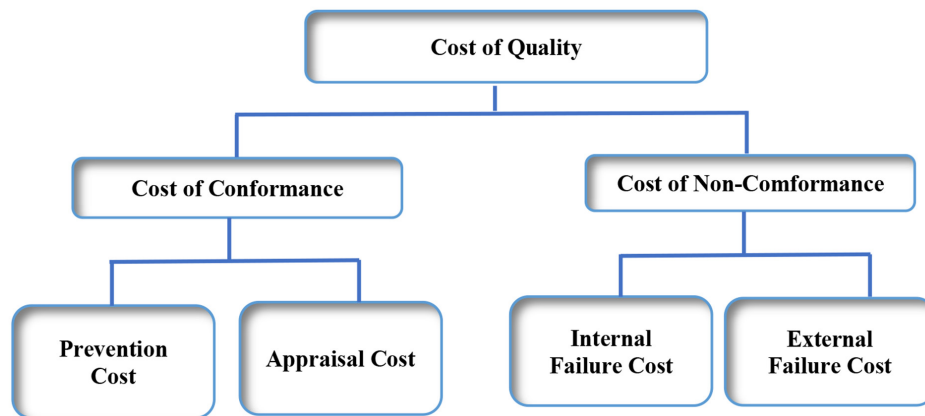 Cost of Quality
Cost of Conformance
Cost of Non-Comformance
Prevention
Cost
Appraisal Cost
Internal
Failure Cost
External
Failure Cost